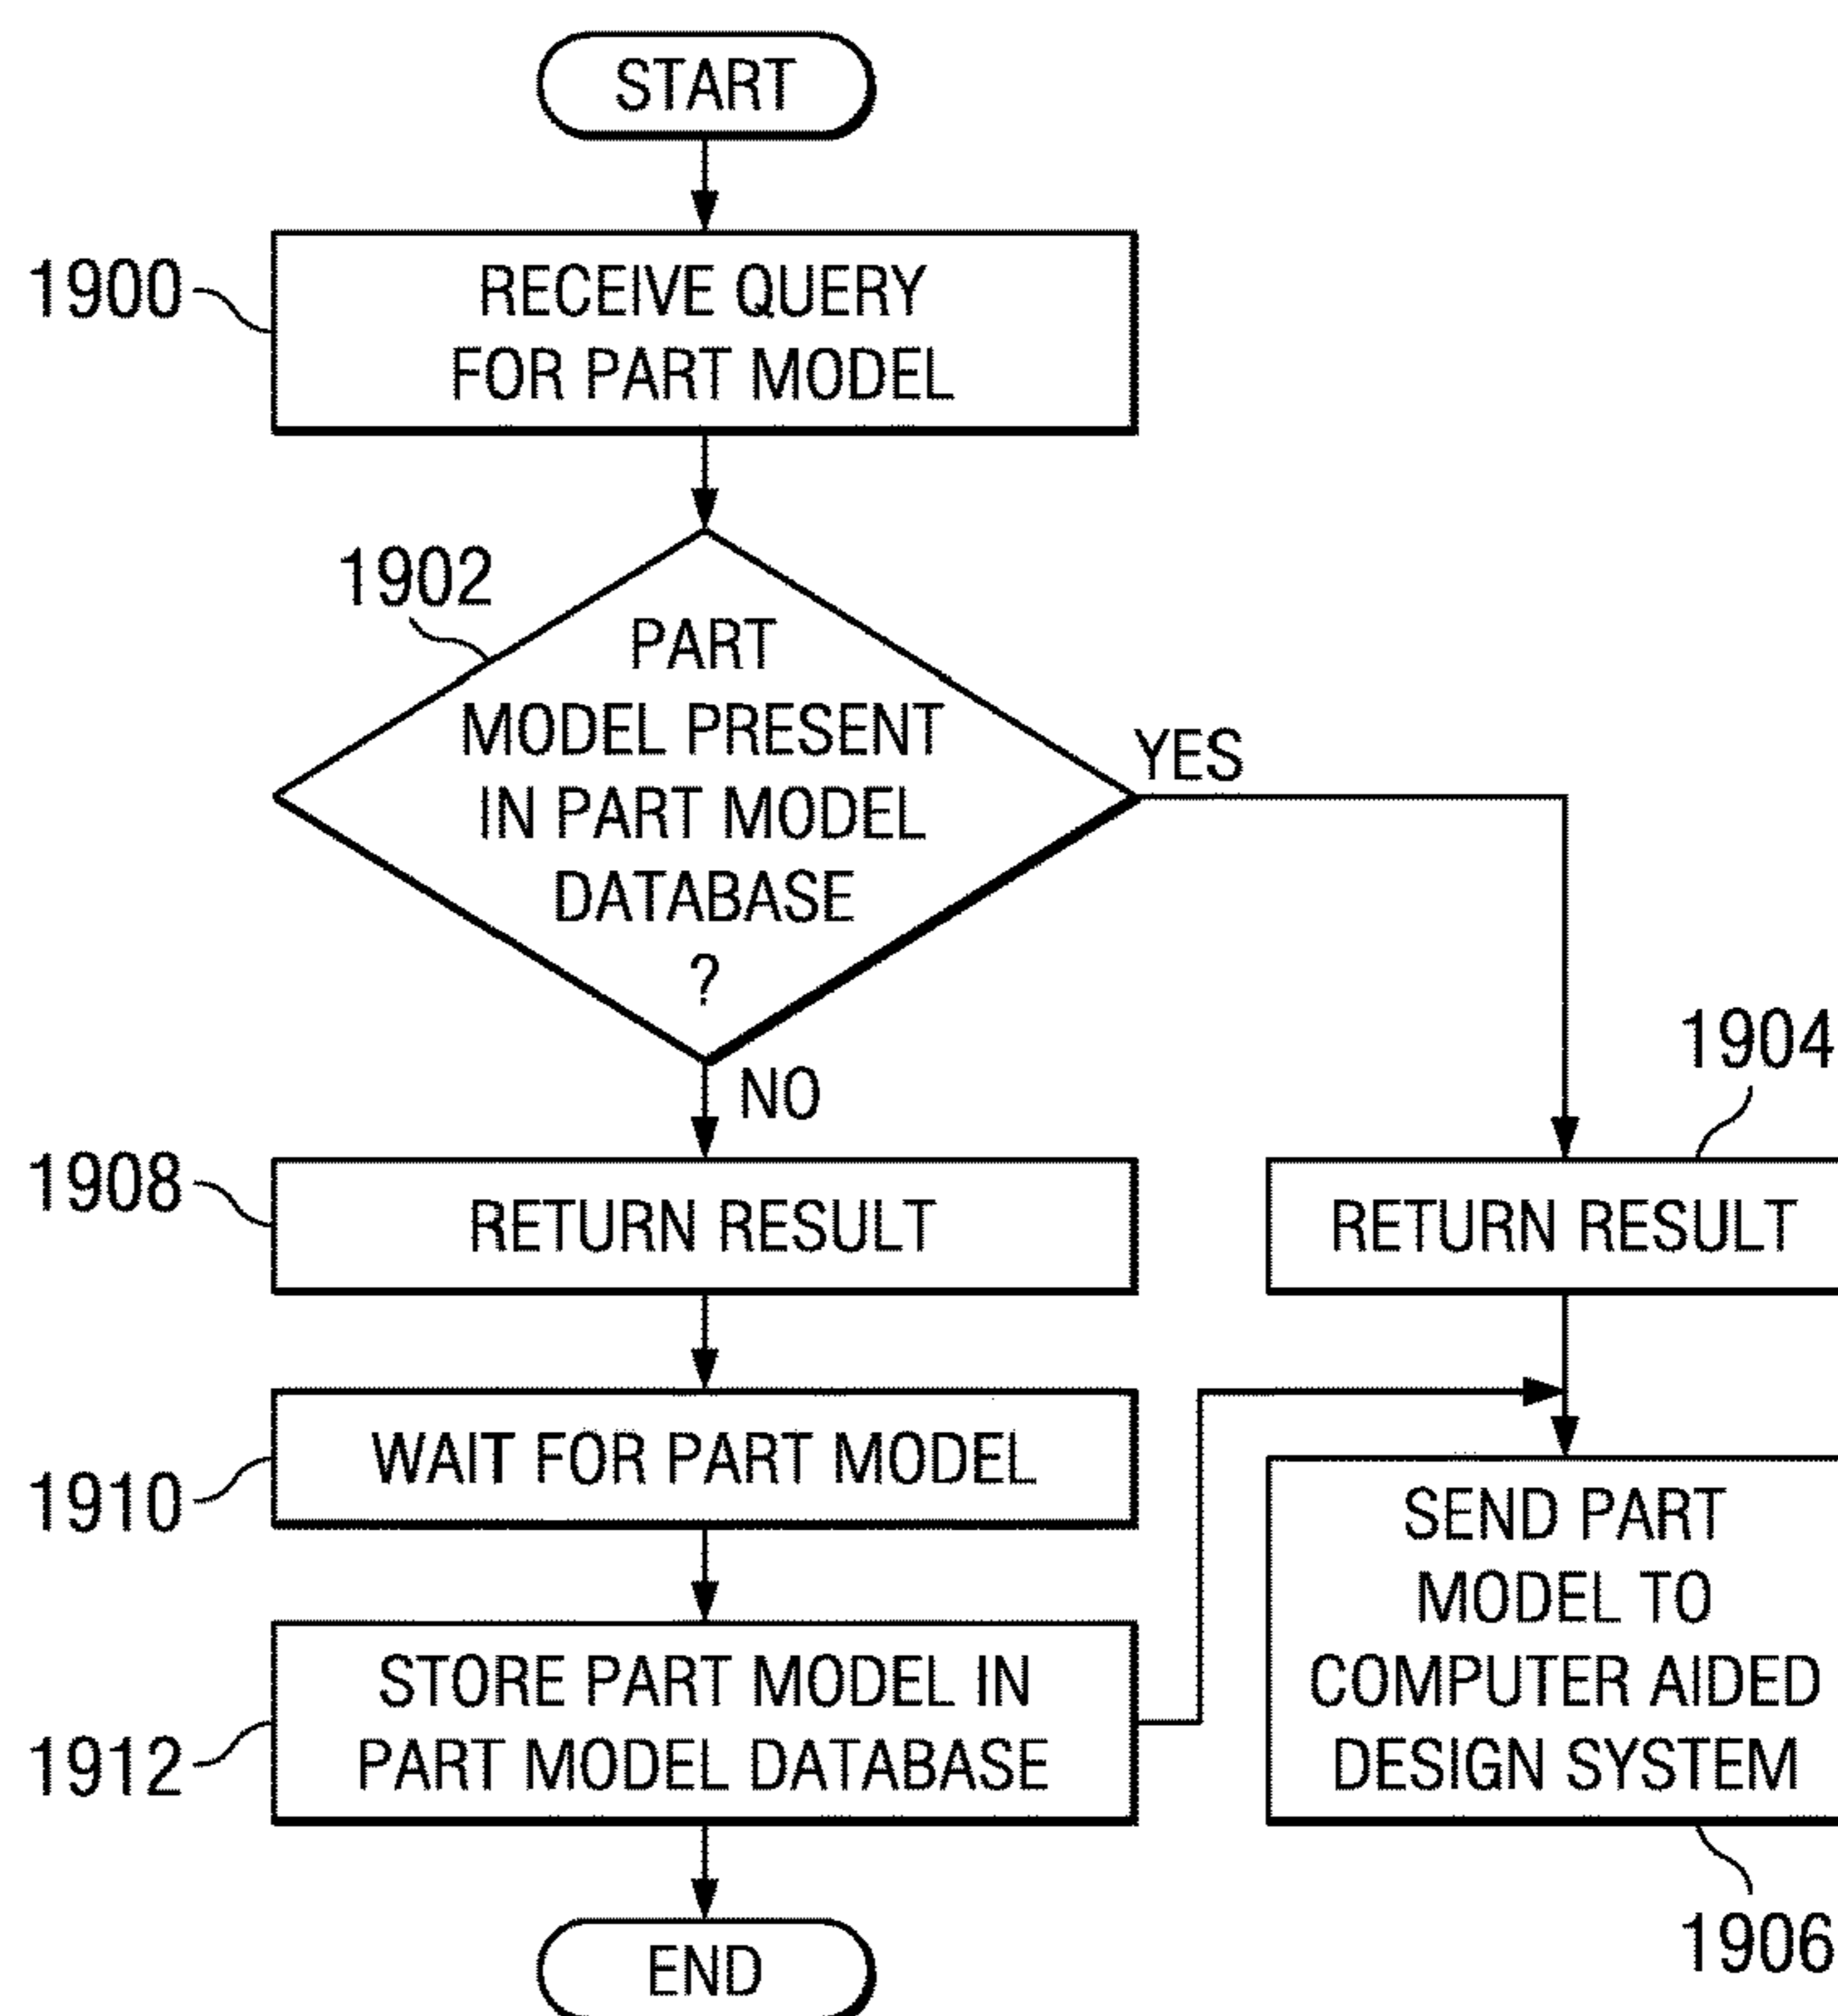 START
1900
RECEIVE QUERY
FOR PART MODEL
1902
PART
MODEL PRESENT
IN PART MODEL
DATABASE
?
YES
NO
1904
1908
RETURN RESULT
RETURN RESULT
1910
WAIT FOR PART MODEL
SEND PART
MODEL TO
COMPUTER AIDED
DESIGN SYSTEM
1912
STORE PART MODEL IN
PART MODEL DATABASE
1906
END